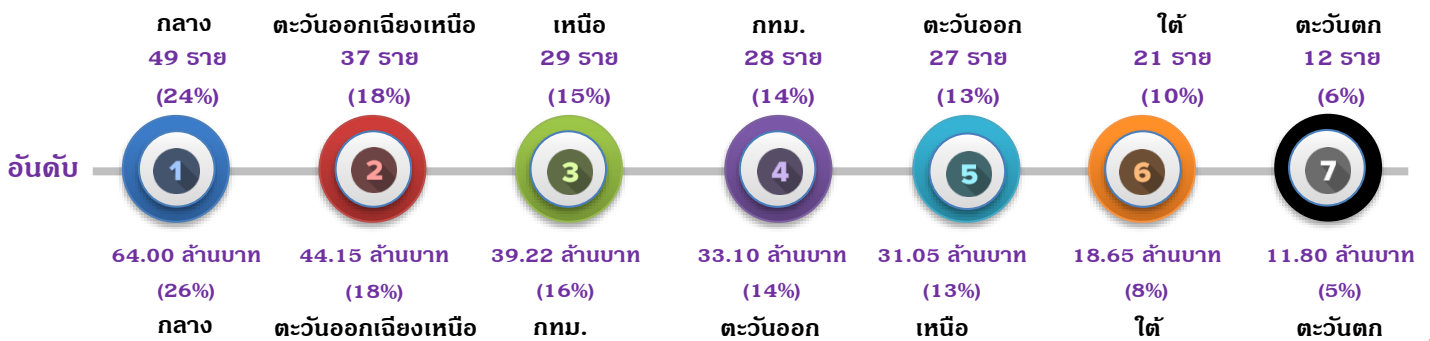 กลาง ตะวันออกเฉียงเหนือ เหนือ กทม. ตะวันออก ใต้ ตะวันตก
49 ราย 37 ราย 29 ราย 28 ราย 27 ราย 21 ราย 12 ราย
(24%) (18%) (15%) (14%) (13%) (10%) (6%)
อันดับ 1 2 3 4 5 6 7
64.00 ล้านบาท 44.15 ล้านบาท 39.22 ล้านบาท 33.10 ล้านบาท 31.05 ล้านบาท 18.65 ล้านบาท 11.80 ล้านบาท
(26%) (18%) (16%) (14%) (13%) (8%) (5%)
กลาง ตะวันออกเฉียงเหนือ กทม. ตะวันออก เหนือ ใต้ ตะวันตก